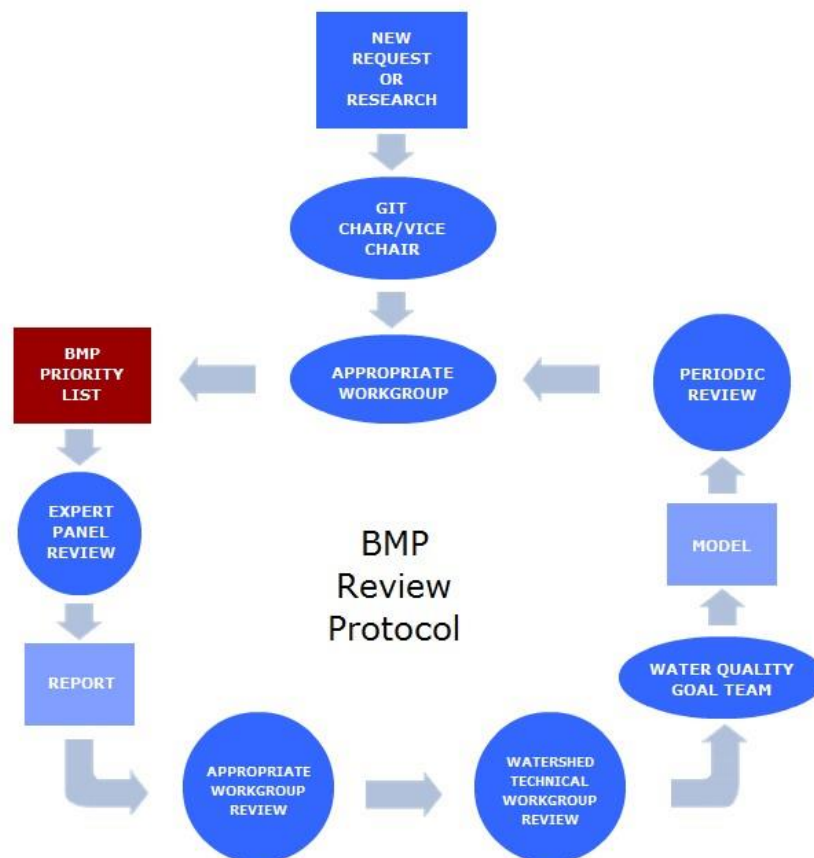 NEW
REQUEST
OR
RESEARCH
GIT
CHAIR/VICE
CHAIR
APPROPRIATE
WORKGROUP
BMP
PRIORITY
LIST
EXPERT
PANEL
REVIEW
REPORT
APPROPRIATE
WORKGROUP
REVIEW
WATERSHED
TECHNICAL
WORKGROUP
REVIEW
WATER QUALITY
GOAL TEAM
MODEL
PERIODIC
REVIEW
BMP
Review
Protocol